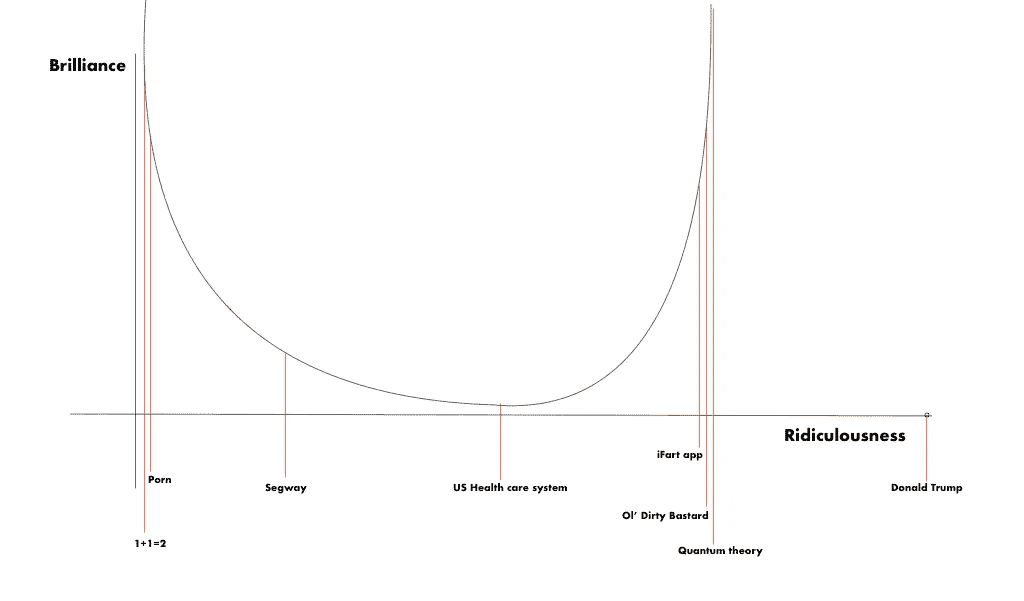 Brilliance
Ridiculousness
iFart app
Porn
Segway
US Health care system
Donald Trump
Ol' Dirty Bastard
1+1=2
Quantum theory